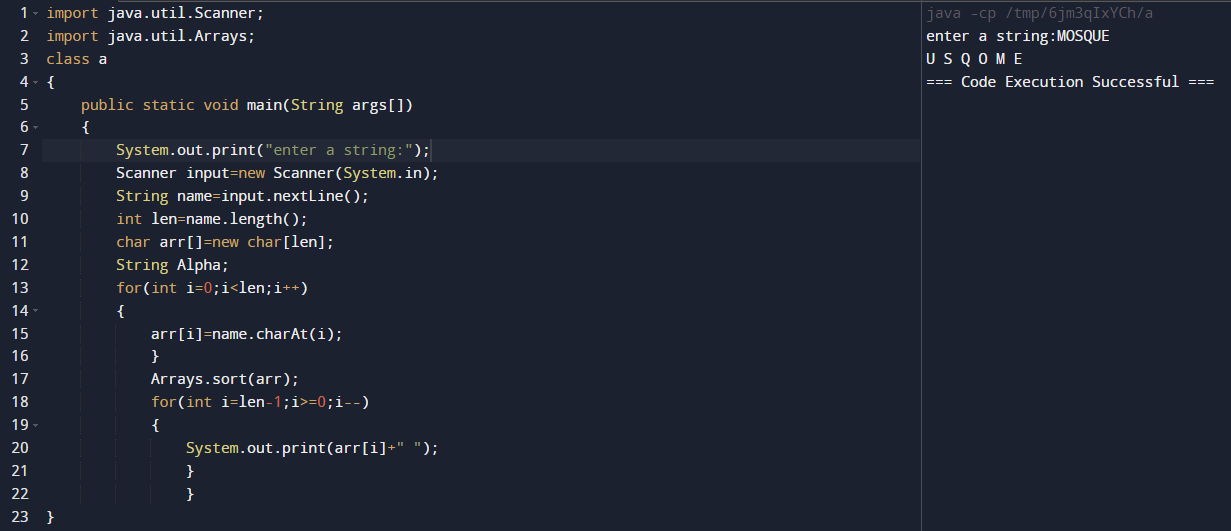 1 import java.util.Scanner;
2 import java.util.Arrays;
3 class a
4 {
5     public static void main(String args[])
6     {
7         System.out.print("enter a string:");
8         Scanner input=new Scanner(System.in);
9         String name=input.nextLine();
10         int len=name.length();
11         char arr[]=new char[len];
12         String Alpha;
13         for(int i=0;i<len;i++)
14         {
15             arr[i]=name.charAt(i);
16             }
17             Arrays.sort(arr);
18             for(int i=len-1;i>=0;i--)
19             {
20                 System.out.print(arr[i]+" ");
21                 }
22                 }
23 }
java -cp /tmp/6jm3qIxYCh/a
enter a string:MOSQUE
U S Q O M E
=== Code Execution Successful ===